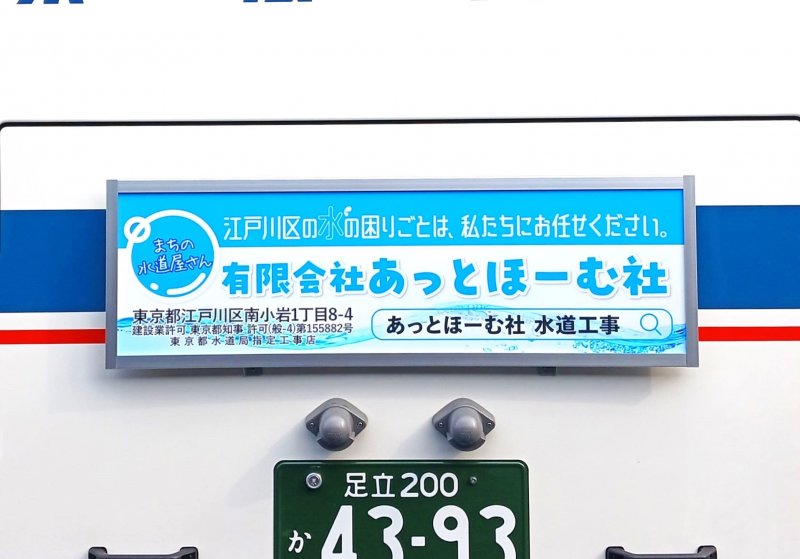 江戸川区の水の困りごとは、私たちにお任せください。
まちの
水道屋さん
有限会社あっとほーむ社
東京都江戸川区南小岩1丁目8-4
建設業許可 東京都知事 許可(般-4)第155882号
東京都水道局指定工事店
あっとほーむ社 水道工事
足立200
か 43-93